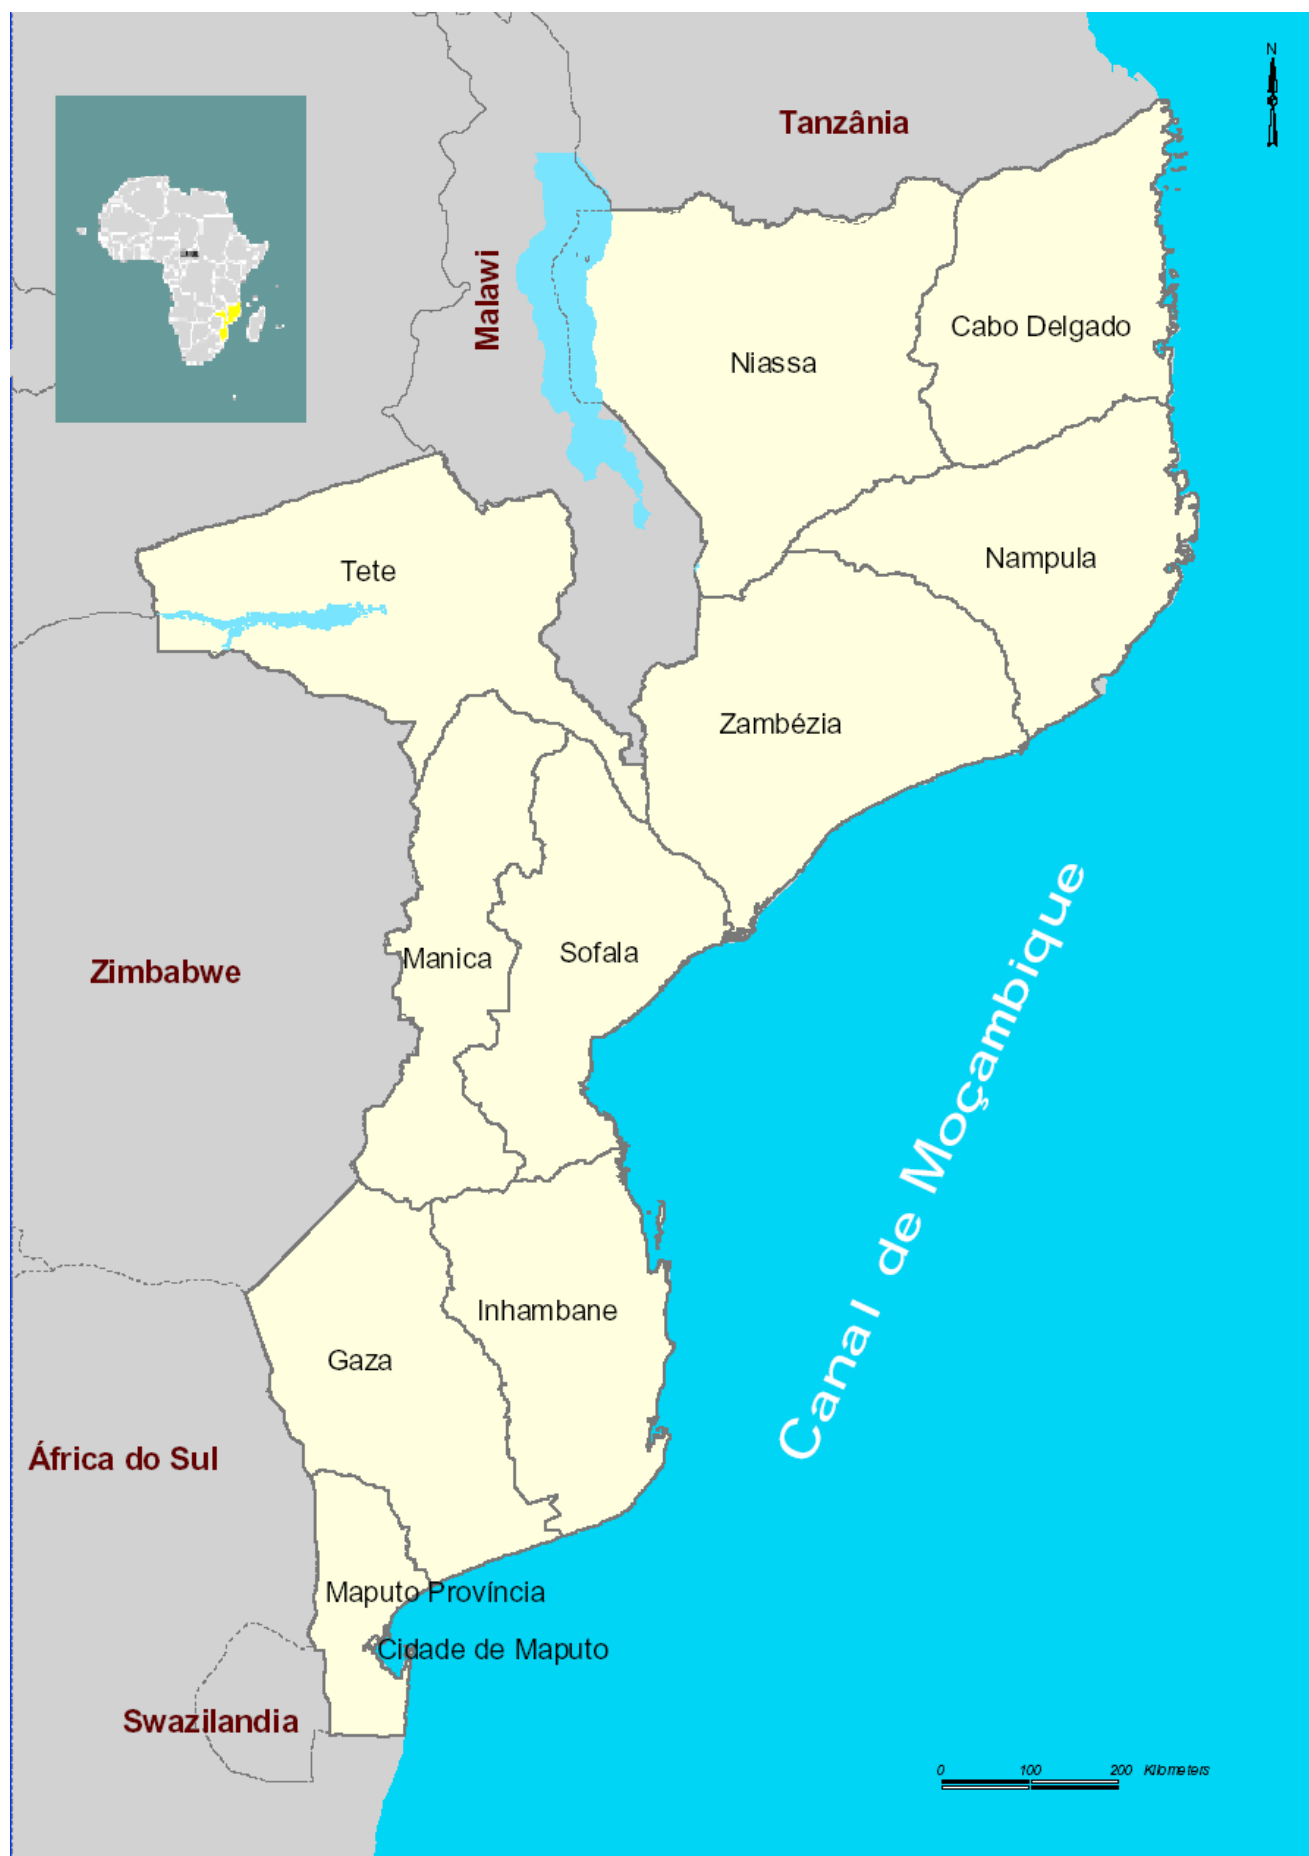 N
Tanzânia
Malawi
Cabo Delgado
Niassa
Nampula
Tete
Zambézia
Canal de Moçambique
Manica
Sofala
Zimbabwe
Inhambane
Gaza
África do Sul
Maputo Província
Cidade de Maputo
Swazilandia
0 100 200 Kilometers